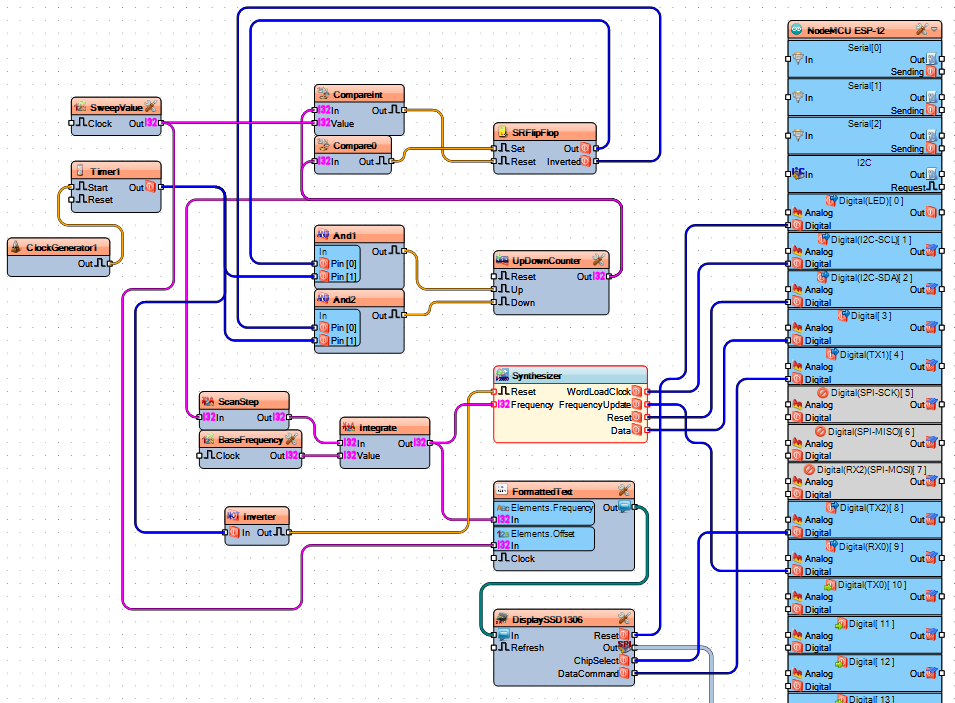 SweepValue
Clock Out I32
Timer1
Start Out
Reset
ClockGenerator1
Out
CompareInt
I32 In Out
I32 Value
Compare0
I32 In Out
SRFlipFlop
Set Out
Reset Inverted
And1
In Out
Pin [0]
Pin [1]
And2
In Out
Pin [0]
Pin [1]
UpDownCounter
Reset Out I32
Up
Down
Synthesizer
Reset WordLoadClock
I32 Frequency FrequencyUpdate
Reset
Data
ScanStep
I32 In Out I32
BaseFrequency
Clock Out I32
Integrate
I32 In Out I32
I32 Value
Inverter
In Out
FormattedText
Elements.Frequency Out
I32 In
Elements.Offset
I32 In
Clock
DisplaySSD1306
In Reset
Refresh Out SPI
ChipSelect
DataCommand
NodeMCU ESP-12
Serial[0]
In Out
Sending
Serial[1]
In Out
Sending
Serial[2]
In Out
Sending
I2C
In Out
Request
Digital(LED)[ 0 ]
Analog Out
Digital
Digital(I2C-SCL)[ 1 ]
Analog Out
Digital
Digital(I2C-SDA)[ 2 ]
Analog Out
Digital
Digital[ 3 ]
Analog Out
Digital
Digital(TX1)[ 4 ]
Analog Out
Digital
Digital(SPI-SCK)[ 5 ]
Analog Out
Digital
Digital(SPI-MISO)[ 6 ]
Analog Out
Digital
Digital(RX2)(SPI-MOSI)[ 7 ]
Analog Out
Digital
Digital(TX2)[ 8 ]
Analog Out
Digital
Digital(RX0)[ 9 ]
Analog Out
Digital
Digital(TX0)[ 10 ]
Analog Out
Digital
Digital[ 11 ]
Analog Out
Digital
Digital[ 12 ]
Analog Out
Digital
Digital[ 13 ]